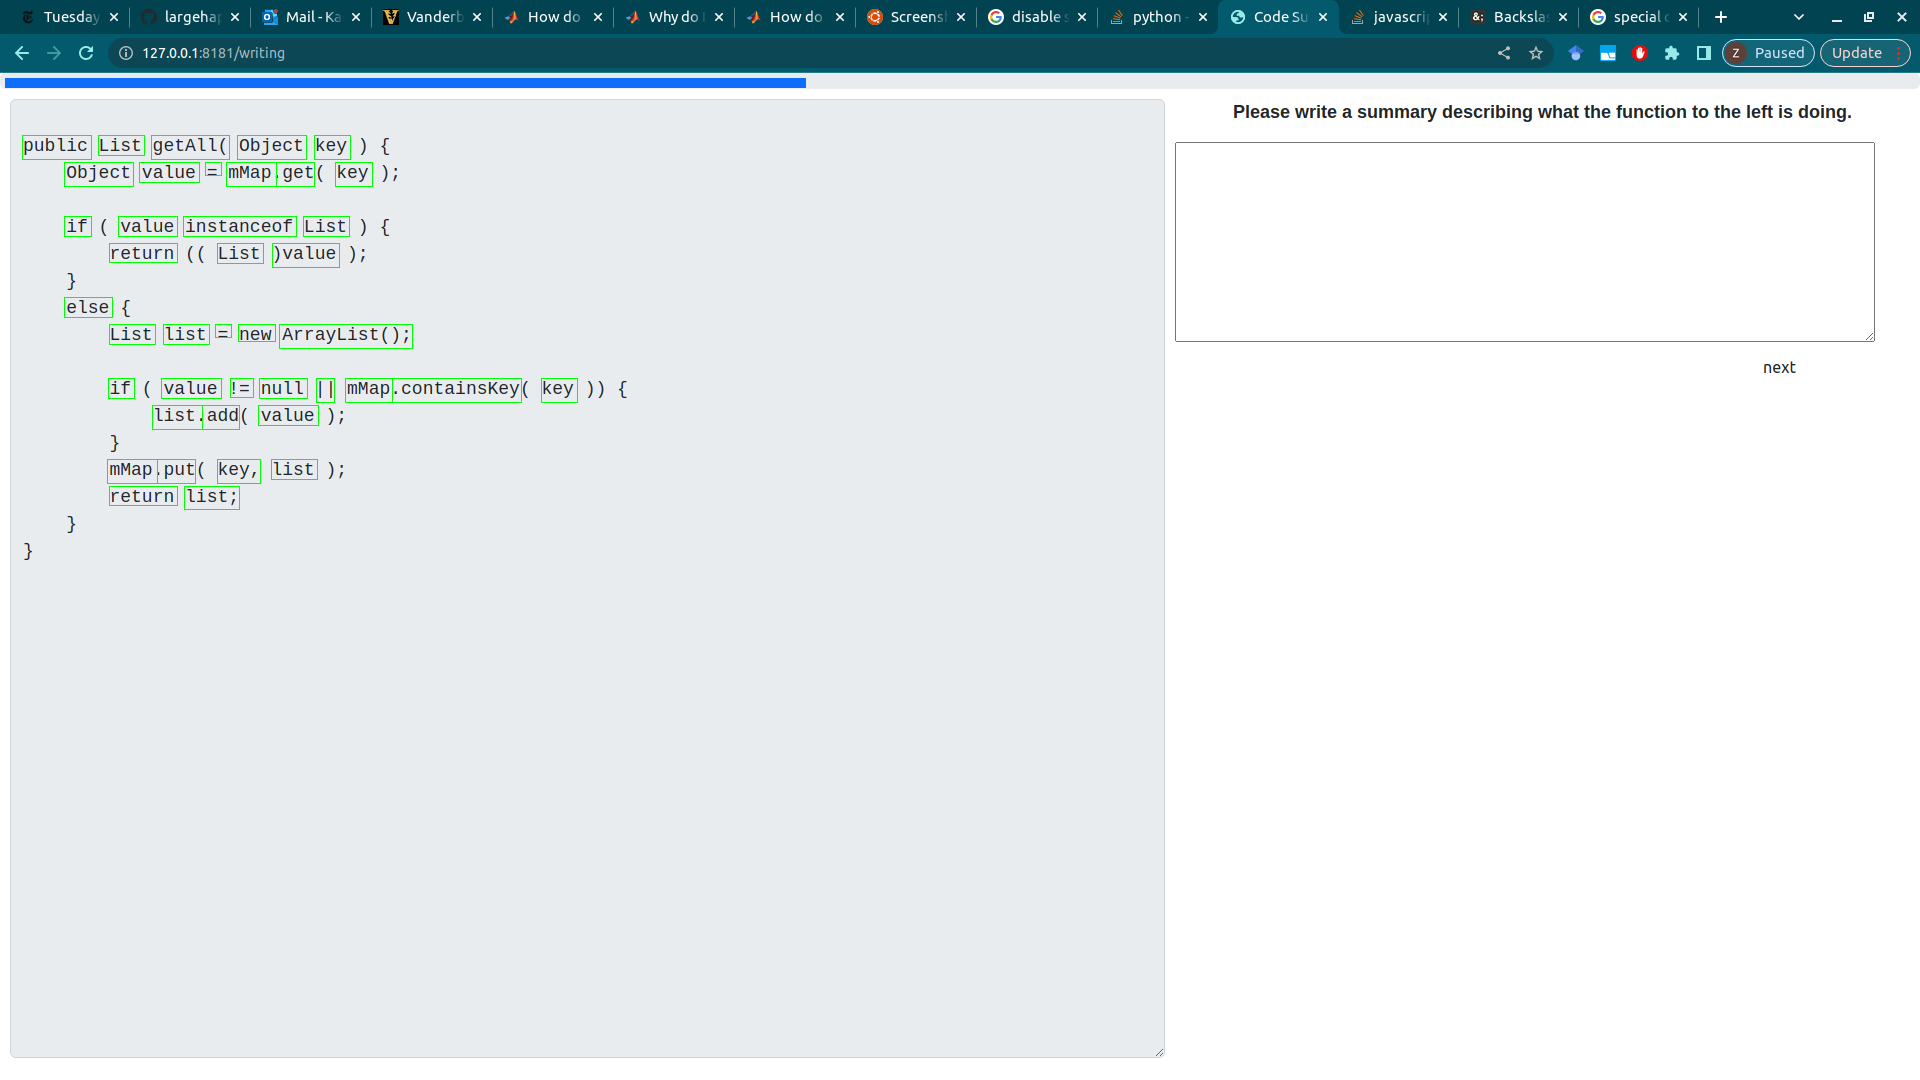 Tuesday
largehap
Mail - Ka
Vanderb
How do
Why do
How do
Screens
disable s
python -
Code Su
javascrip
Backslas
special c
127.0.0.1:8181/writing
Z Paused
Update
Please write a summary describing what the function to the left is doing.
public List getAll( Object key ) {
Object value = mMap.get( key );
if ( value instanceof List ) {
return (( List )value );
}
else {
List list = new ArrayList();
if ( value != null || mMap.containsKey( key )) {
list.add( value );
}
mMap.put( key, list );
return list;
}
}
next